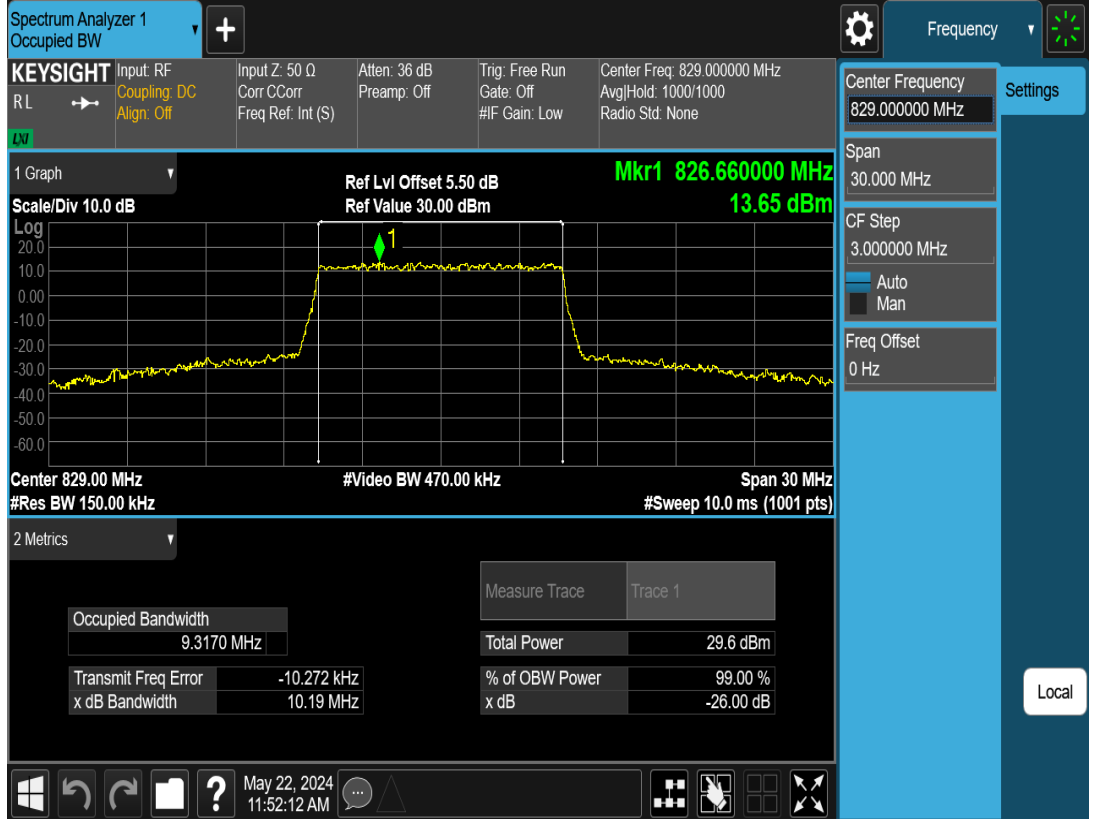 Spectrum Analyzer 1
Occupied BW
+
Frequency
KEYSIGHT
RL
LXI
Input: RF
Coupling: DC
Align: Off
Input Z: 50 Ω
Corr CCorr
Freq Ref: Int (S)
Atten: 36 dB
Preamp: Off
Trig: Free Run
Gate: Off
#IF Gain: Low
Center Freq: 829.000000 MHz
Avg|Hold: 1000/1000
Radio Std: None
Center Frequency
829.000000 MHz
Settings
Span
30.000 MHz
CF Step
3.000000 MHz
Auto
Man
Freq Offset
0 Hz
Local
1 Graph
Scale/Div 10.0 dB
Ref Lvl Offset 5.50 dB
Ref Value 30.00 dBm
Mkr1 826.660000 MHz
13.65 dBm
Log
1
20.0
10.0
0.00
-10.0
-20.0
-30.0
-40.0
-50.0
-60.0
Center 829.00 MHz
#Video BW 470.00 kHz
Span 30 MHz
#Res BW 150.00 kHz
#Sweep 10.0 ms (1001 pts)
2 Metrics
Measure Trace
Trace 1
Occupied Bandwidth
9.3170 MHz
Total Power
29.6 dBm
Transmit Freq Error
-10.272 kHz
% of OBW Power
99.00 %
x dB Bandwidth
10.19 MHz
x dB
-26.00 dB
?
May 22, 2024
11:52:12 AM